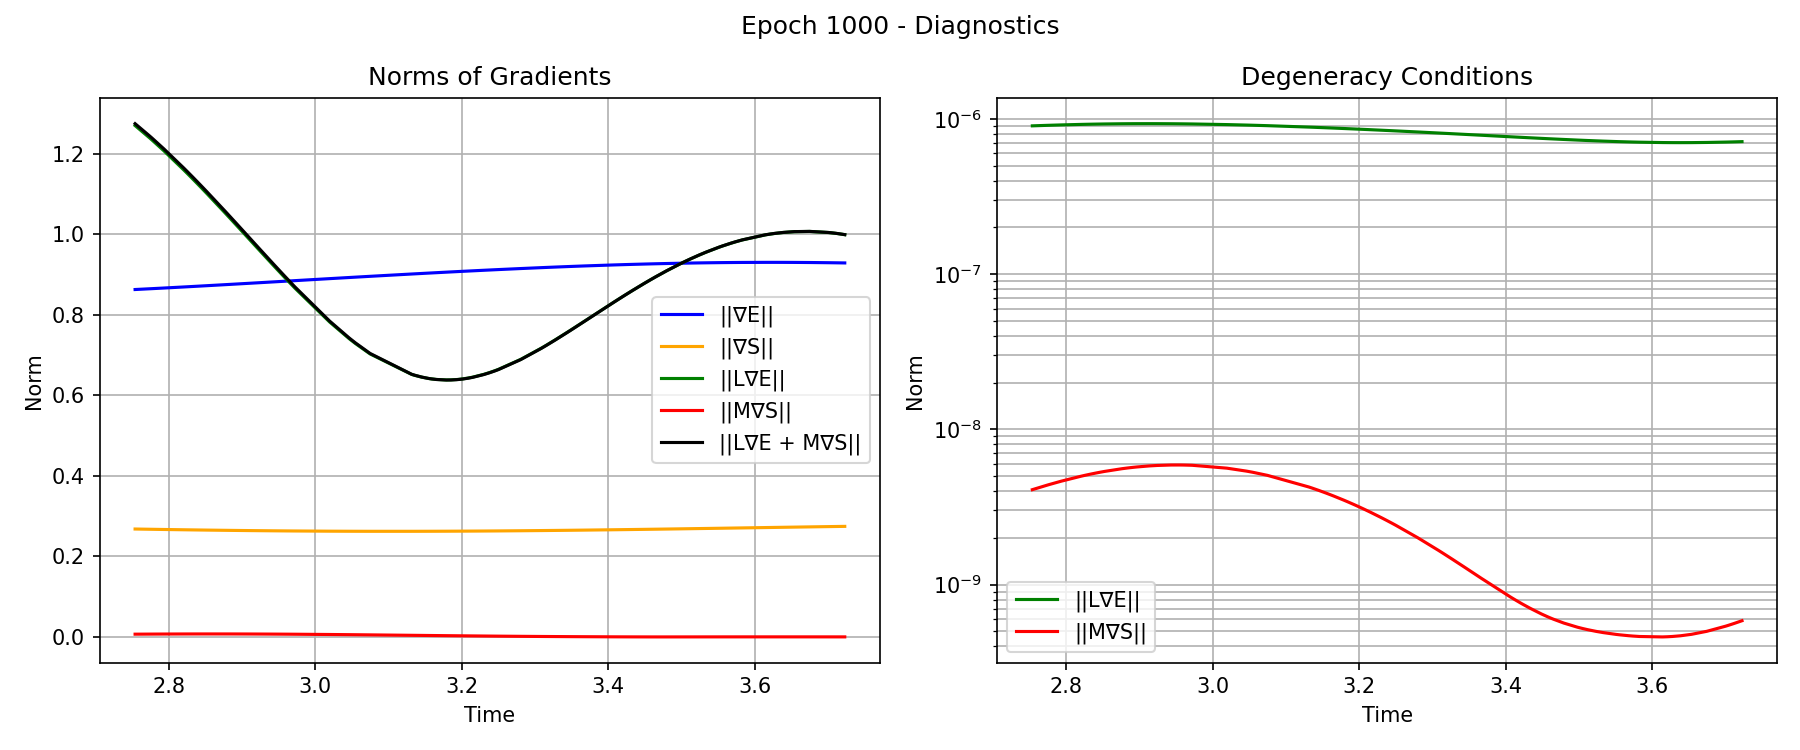 Epoch 1000 - Diagnostics
Norms of Gradients
Norm
1.2
1.0
0.8
0.6
0.4
0.2
0.0
||∇E||
||∇S||
||L∇E||
||M∇S||
||L∇E + M∇S||
2.8 3.0 3.2 3.4 3.6
Time
Degeneracy Conditions
Norm
10⁻⁶
10⁻⁷
10⁻⁸
10⁻⁹
||L∇E||
||M∇S||
2.8 3.0 3.2 3.4 3.6
Time